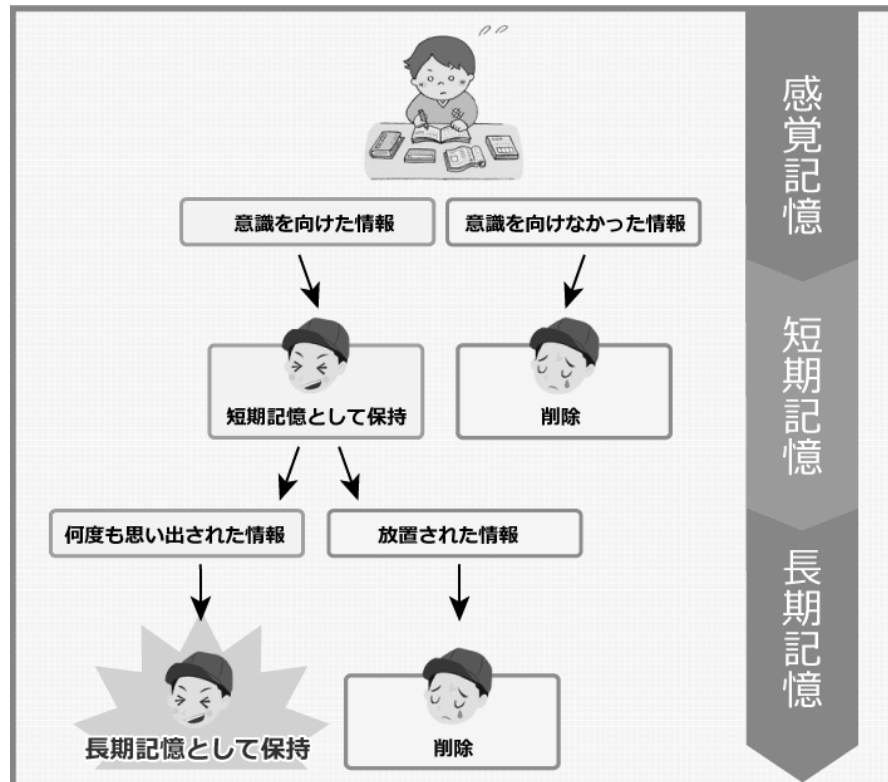 感覚記憶
意識を向けた情報
意識を向けなかった情報
短期記憶
短期記憶として保持
削除
何度も思い出された情報
放置された情報
長期記憶
長期記憶として保持
削除